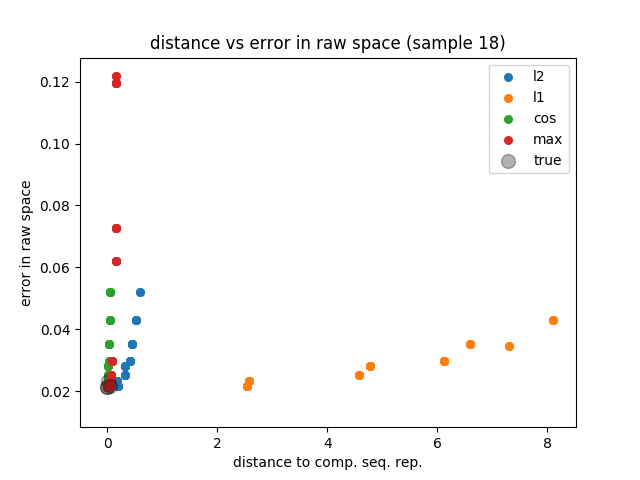 distance vs error in raw space (sample 18)
0.12
0.10
0.08
0.06
0.04
0.02
error in raw space
l2
l1
cos
max
true
0
2
4
6
8
distance to comp. seq. rep.